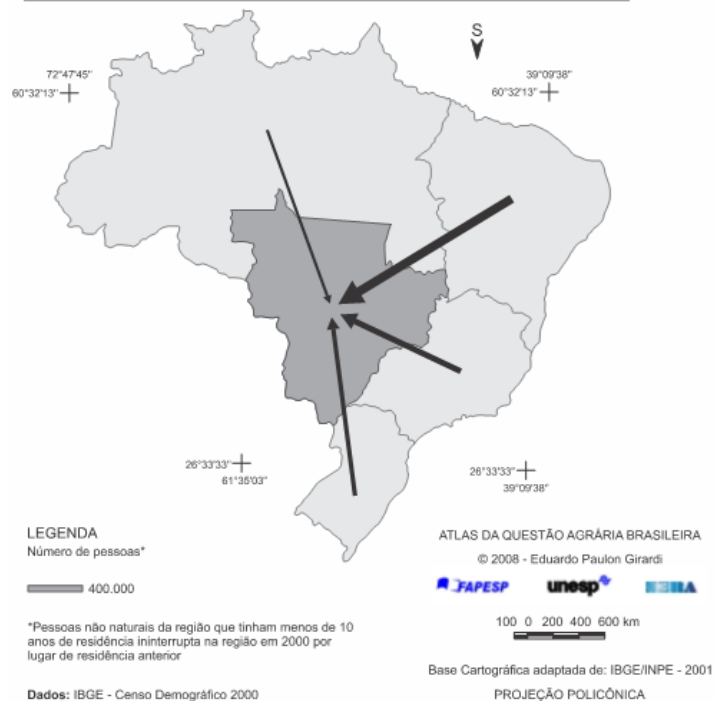 S
72°47'45"
60°32'13"
39°09'38"
60°32'13"
26°33'33"
61°35'03"
26°33'33"
39°09'38"
LEGENDA
Número de pessoas*
400.000
*Pessoas não naturais da região que tinham menos de 10
anos de residência ininterrupta na região em 2000 por
lugar de residência anterior
Dados: IBGE - Censo Demográfico 2000
ATLAS DA QUESTÃO AGRÁRIA BRASILEIRA
© 2008 - Eduardo Paulon Girardi
FAPESP unesp
100 0 200 400 600 km
Base Cartográfica adaptada de: IBGE/INPE - 2001
PROJEÇÃO POLICÔNICA